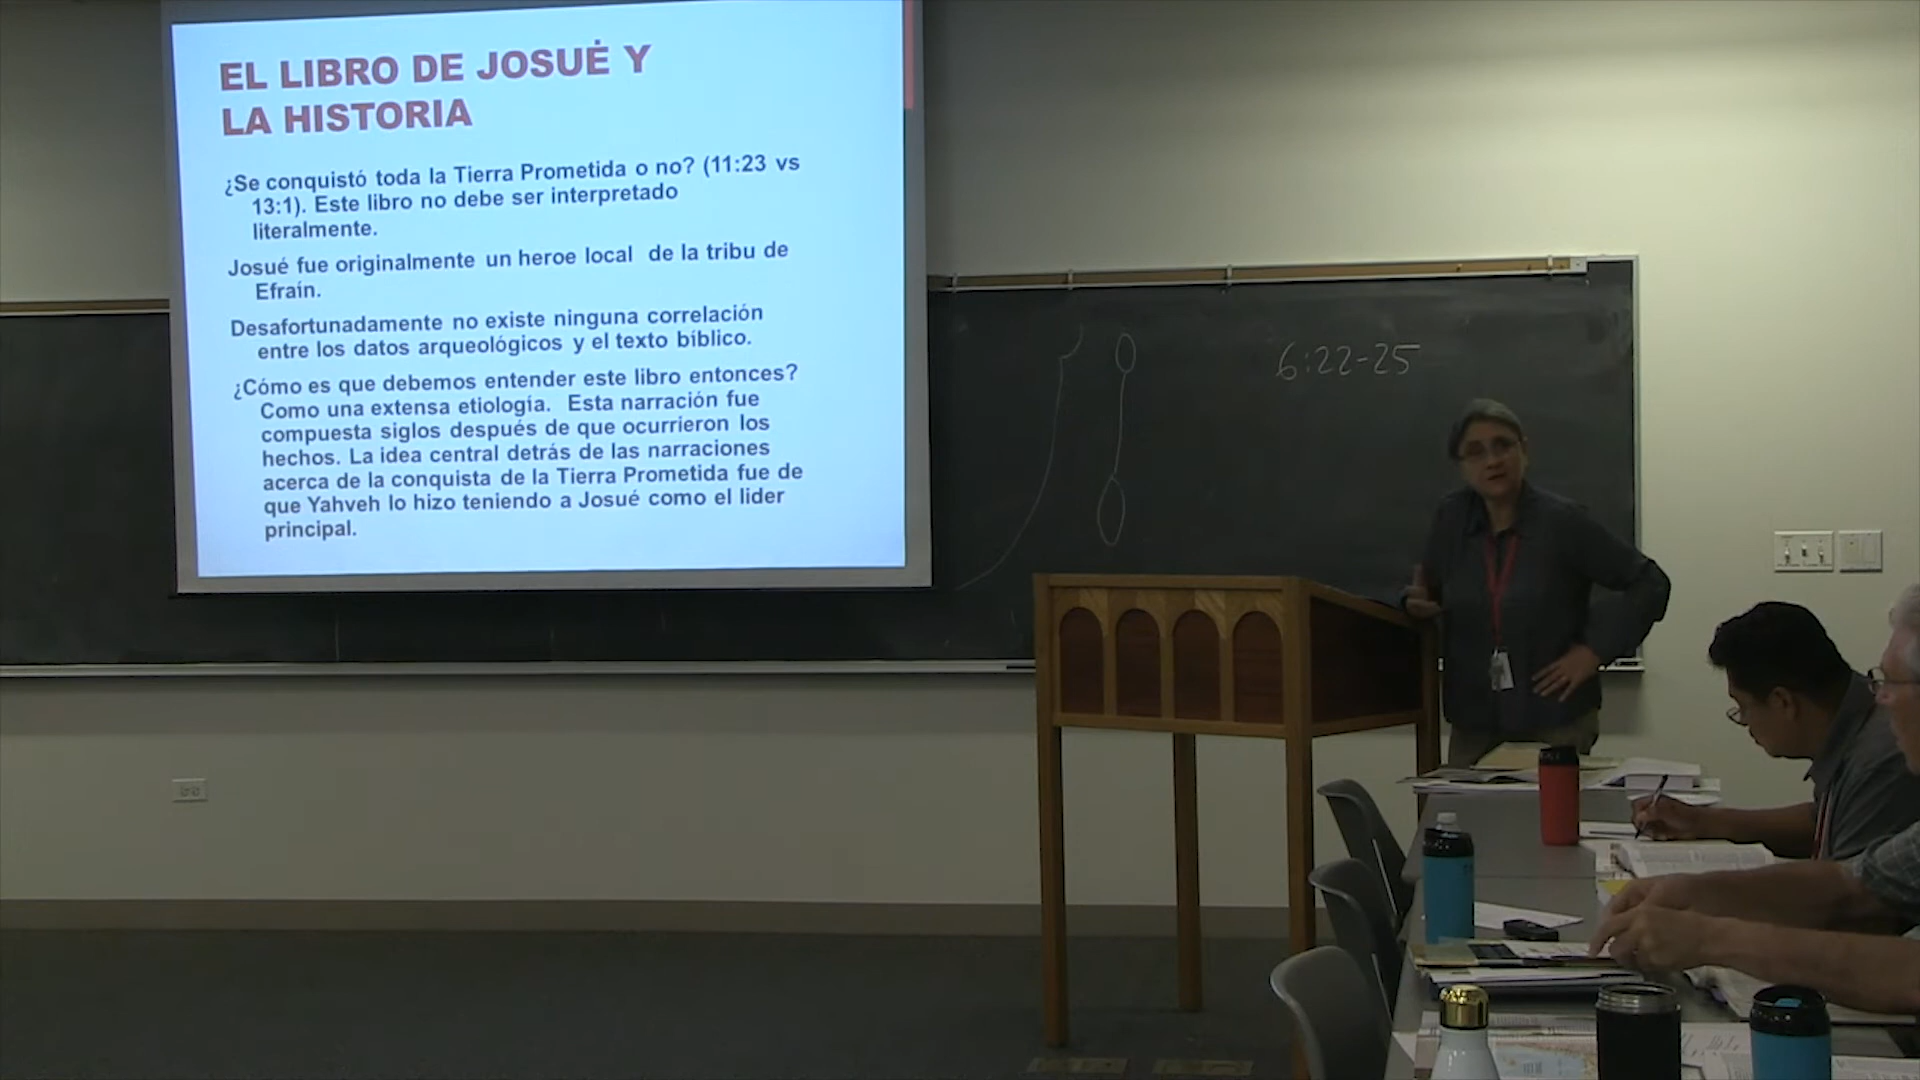 EL LIBRO DE JOSUÉ Y
LA HISTORIA
¿Se conquistó toda la Tierra Prometida o no? (11:23 vs
13:1). Este libro no debe ser interpretado
literalmente.
Josué fue originalmente un heroe local de la tribu de
Efraín.
Desafortunadamente no existe ninguna correlación
entre los datos arqueológicos y el texto bíblico.
¿Cómo es que debemos entender este libro entonces?
Como una extensa etiología. Esta narración fue
compuesta siglos después de que ocurrieron los
hechos. La idea central detrás de las narraciones
acerca de la conquista de la Tierra Prometida fue de
que Yahveh lo hizo teniendo a Josué como el lider
principal.
6:22-25